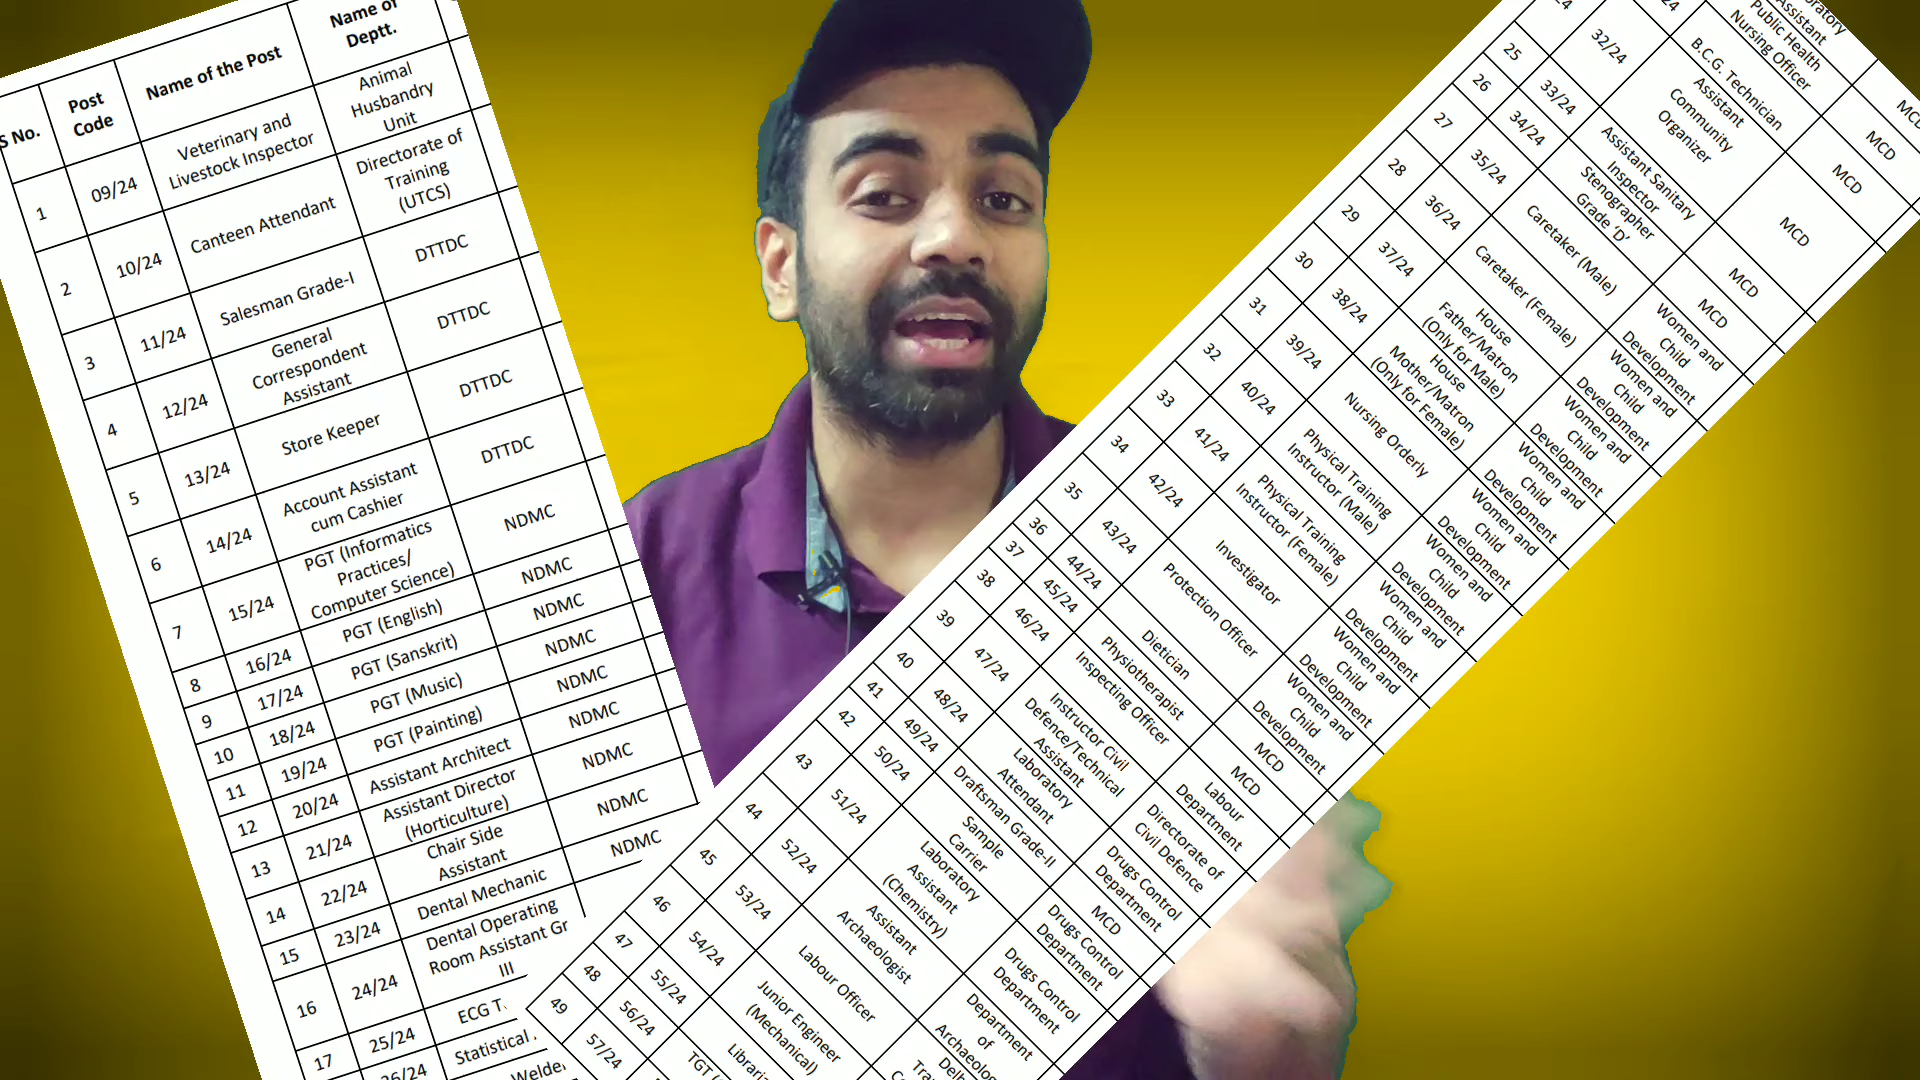 S No.
Post
Code
Name of the Post
Name of
Deptt.
1
09/24
Veterinary and
Livestock Inspector
Animal
Husbandry
Unit
2
10/24
Canteen Attendant
Directorate of
Training
(UTCS)
3
11/24
Salesman Grade-I
DTTDC
4
12/24
General
Correspondent
Assistant
DTTDC
5
13/24
Store Keeper
DTTDC
6
14/24
Account Assistant
cum Cashier
DTTDC
7
15/24
PGT (Informatics
Practices/
Computer Science)
NDMC
8
16/24
PGT (English)
NDMC
9
17/24
PGT (Sanskrit)
NDMC
10
18/24
PGT (Music)
NDMC
11
19/24
PGT (Painting)
NDMC
12
20/24
Assistant Architect
NDMC
13
21/24
Assistant Director
(Horticulture)
NDMC
14
22/24
Chair Side
Assistant
NDMC
15
23/24
Dental Mechanic
NDMC
16
24/24
Dental Operating
Room Assistant Gr
III
17
25/24
ECG
26/24
Statistical
Public Health
Nursing Officer
MCD
B.C.G. Technician
MCD
32/24
Assistant
Community
Organizer
MCD
25
33/24
Assistant Sanitary
Inspector
MCD
26
34/24
Stenographer
Grade ‘D’
MCD
27
35/24
Caretaker (Male)
Women and
Child
Development
28
36/24
Caretaker (Female)
Women and
Child
Development
29
37/24
House
Father/Matron
(Only for Male)
Women and
Child
Development
30
38/24
House
Mother/Matron
(Only for Female)
Women and
Child
Development
31
39/24
Nursing Orderly
Women and
Child
Development
32
40/24
Physical Training
Instructor (Male)
Women and
Child
Development
33
41/24
Physical Training
Instructor (Female)
Women and
Child
Development
34
42/24
Investigator
Women and
Child
Development
35
43/24
Protection Officer
Women and
Child
Development
36
44/24
Dietician
MCD
37
45/24
Physiotherapist
MCD
38
46/24
Inspecting Officer
Labour
Department
39
47/24
Instructor Civil
Defence/Technical
Assistant
Directorate of
Civil Defence
40
48/24
Laboratory
Attendant
Drugs Control
Department
41
49/24
Draftsman Grade-II
MCD
42
50/24
Sample
Carrier
Drugs Control
Department
43
51/24
Laboratory
Assistant
(Chemistry)
Drugs Control
Department
44
52/24
Assistant
Archaeologist
Department
of
45
53/24
Labour Officer
46
54/24
Junior Engineer
(Mechanical)
47
55/24
48
56/24
TGT
49
57/24